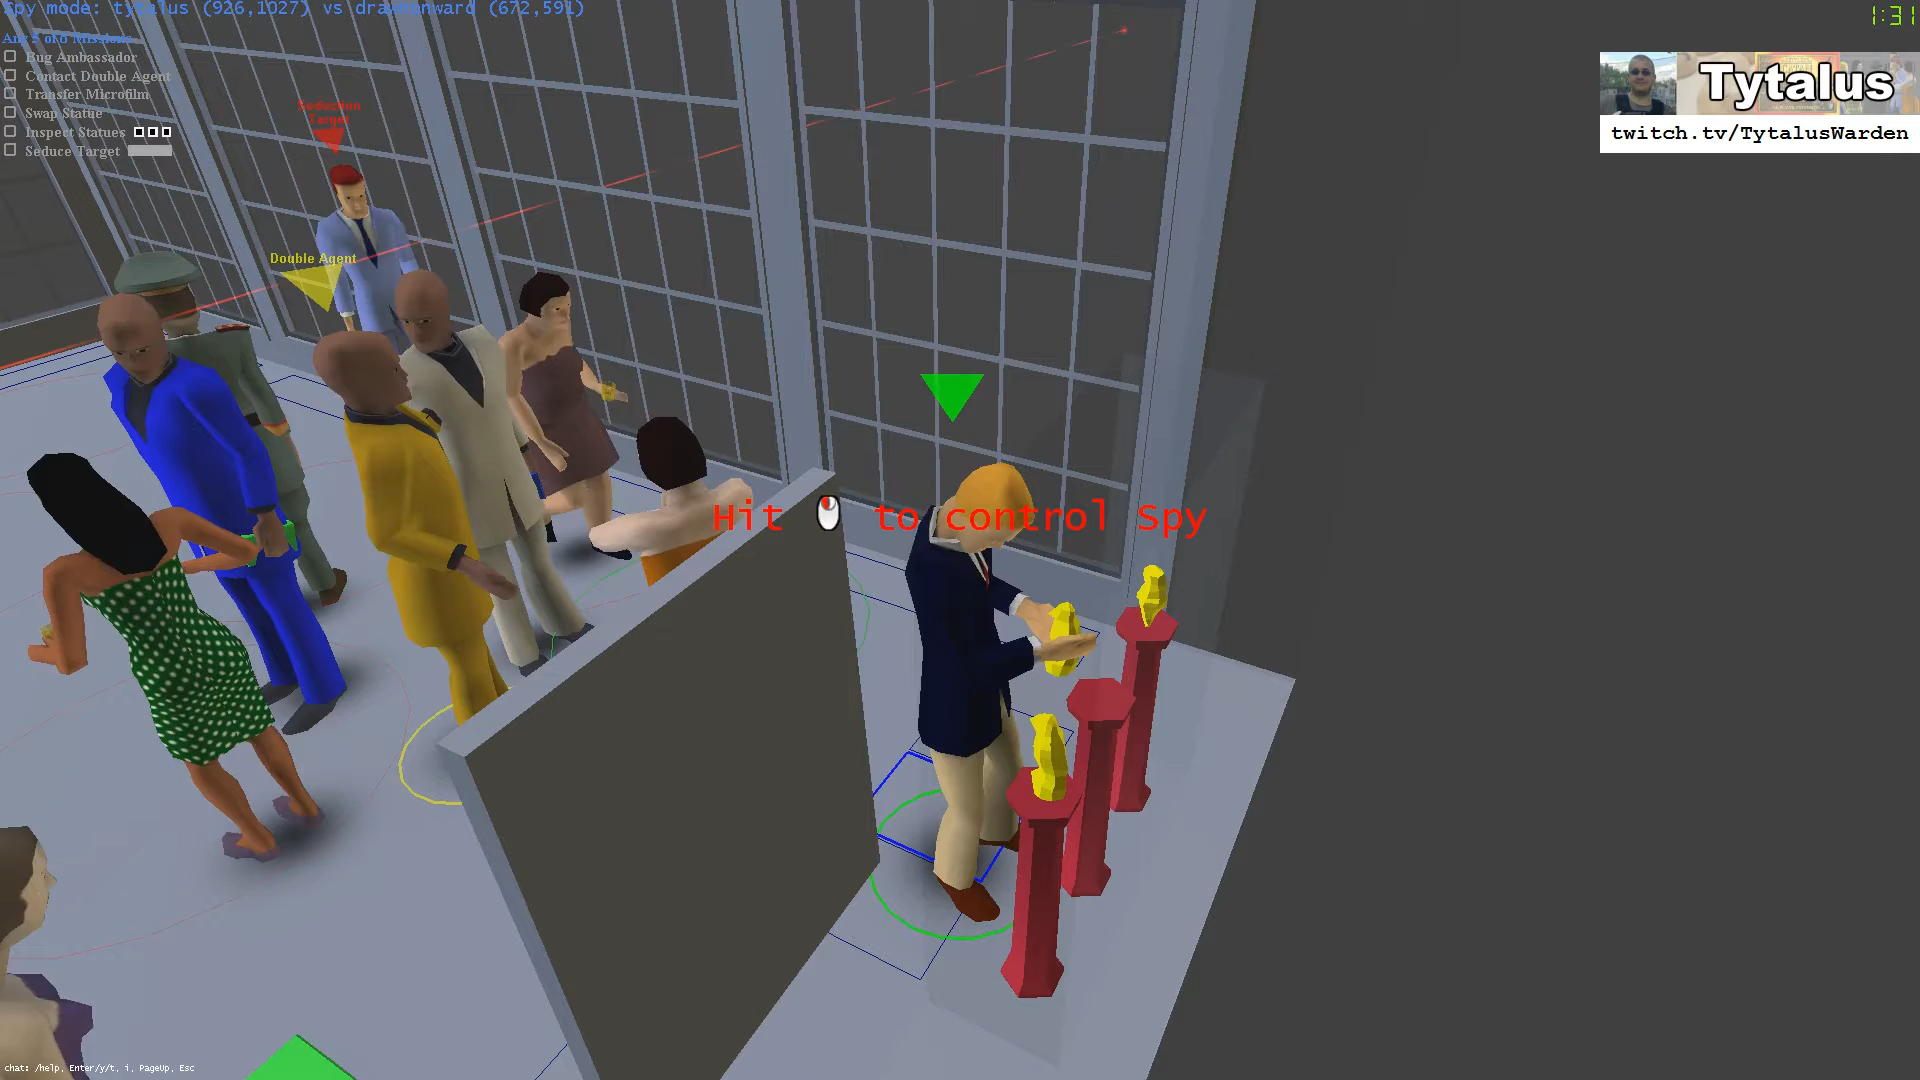 Spy mode: tytalus (926,1027) vs drawnonward (672,591)
1:31
Any 5 of 6 Missions
Bug Ambassador
Contact Double Agent
Transfer Microfilm
Swap Statue
Inspect Statues
Seduce Target
Tytalus
twitch.tv/TytalusWarden
Seduction
Target
Double Agent
Hit to control Spy
chat: /help, Enter/y/t, i, PageUp, Esc